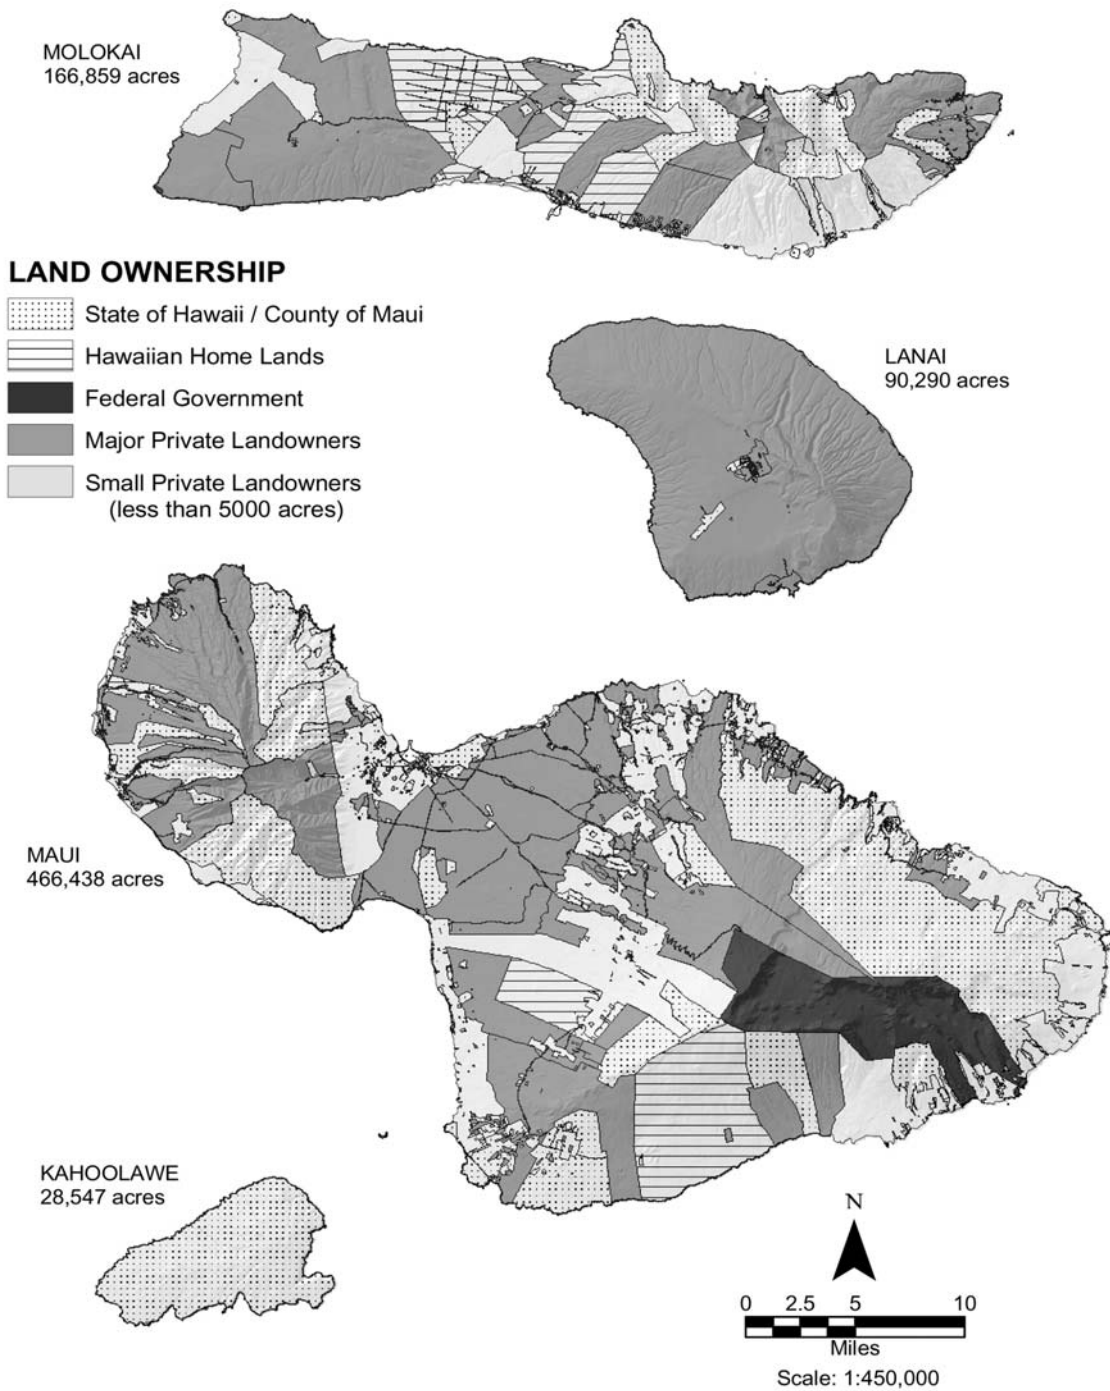 MOLOKAI
166,859 acres
LAND OWNERSHIP
State of Hawaii / County of Maui
Hawaiian Home Lands
Federal Government
Major Private Landowners
Small Private Landowners
(less than 5000 acres)
LANAI
90,290 acres
MAUI
466,438 acres
KAHOOLAWE
28,547 acres
N
0 2.5 5 10
Miles
Scale: 1:450,000